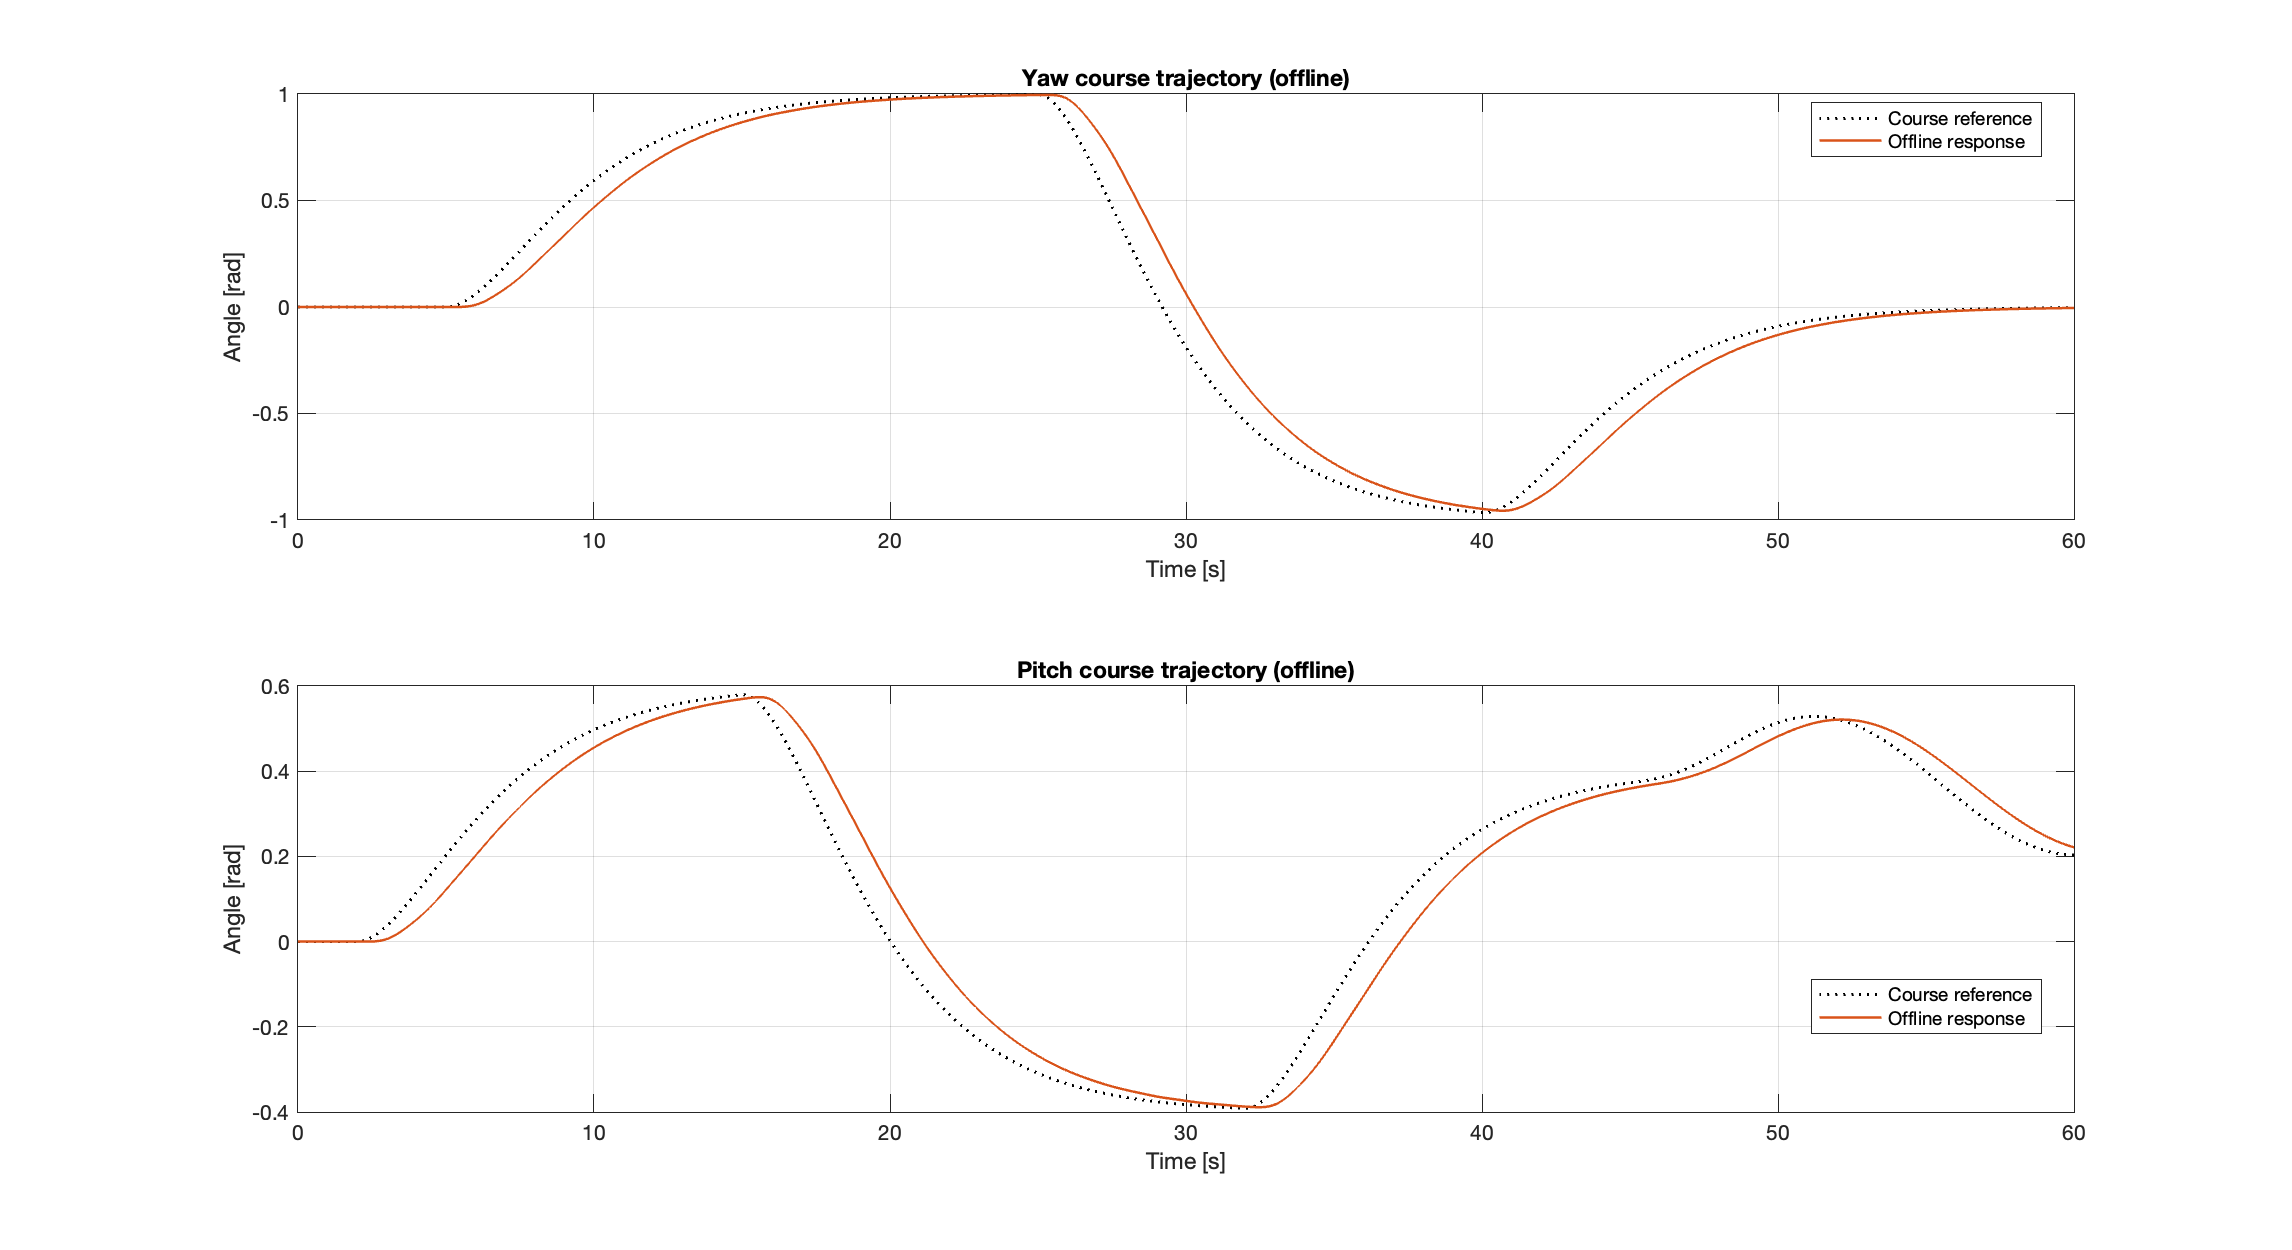 Yaw course trajectory (offline)
1
0.5
0
-0.5
-1
Angle [rad]
Course reference
Offline response
0 10 20 30 40 50 60
Time [s]
Pitch course trajectory (offline)
0.6
0.4
0.2
0
-0.2
-0.4
Angle [rad]
Course reference
Offline response
0 10 20 30 40 50 60
Time [s]